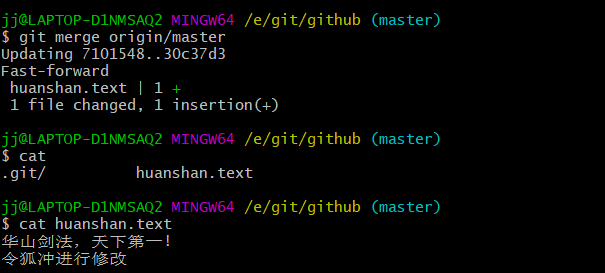 jj@LAPTOP-D1NMSAQ2 MINGW64 /e/git/github (master)
$ git merge origin/master
Updating 7101548..30c37d3
Fast-forward
 huanshan.text | 1 +
 1 file changed, 1 insertion(+)
jj@LAPTOP-D1NMSAQ2 MINGW64 /e/git/github (master)
$ cat
.git/          huanshan.text
jj@LAPTOP-D1NMSAQ2 MINGW64 /e/git/github (master)
$ cat huanshan.text
华山剑法，天下第一！
令狐冲进行修改